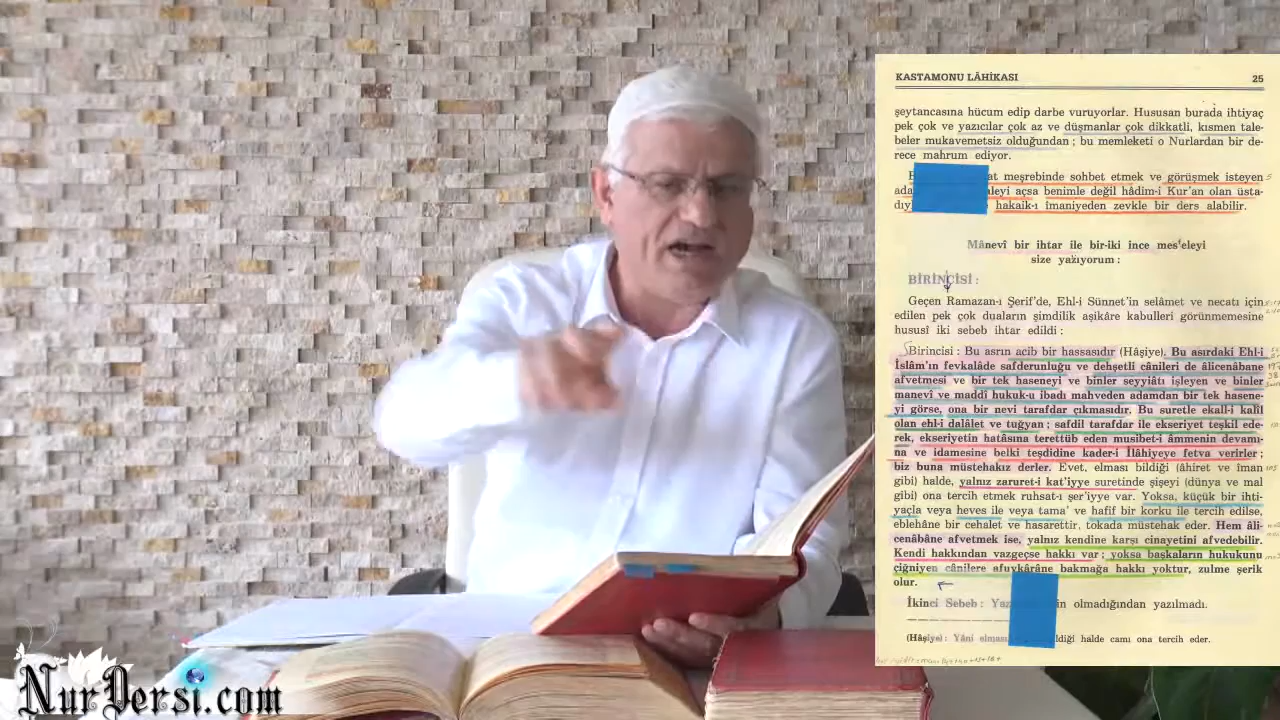 KASTAMONU LÂHİKASI 25
şeytancasına hücum edip darbe vuruyorlar. Hususan burada ihtiyaç
pek çok ve yazıcılar çok az ve düşmanlar çok dikkatli, kısmen tale-
beler mukavemetsiz olduğundan ; bu memleketi o Nurlardan bir de-
rece mahrum ediyor.
meşrebinde sohbet etmek ve görüşmek isteyen
açsa benimle değil hâdim-i Kur'an olan üsta-
hakaik-ı imaniyeden zevkle bir ders alabilir.
Mânevî bir ihtar ile bir-iki ince mes'eleyi
size yazıyorum :
BİRİNCİSİ :
Geçen Ramazan-ı Şerif'de, Ehl-i Sünnet'in selâmet ve necatı için
edilen pek çok duaların şimdilik aşikâre kabulleri görünmemesine
hususî iki sebeb ihtar edildi :
Birincisi : Bu asrın acib bir hassasıdır (Hâşiye). Bu asırdaki Ehl-i
İslâm'ın fevkalâde safderunluğu ve dehşetli cânileri de âlicenâbane
afvetmesi ve bir tek haseneyi ve binler seyyiâtı işleyen ve binler
manevî ve maddî hukuk-u ibadı mahveden adamdan bir tek hasene-
yi görse, ona bir nevi tarafdar çıkmasıdır. Bu suretle ekall-i kalîl
olan ehl-i dalâlet ve tuğyan ; safdil tarafdar ile ekseriyet teşkil ede-
rek, ekseriyetin hatâsına terettüb eden musibet-i âmmenin devamı-
na ve idamesine belki teşdidine kader-i İlâhiyeye fetva verirler ;
biz buna müstehakız derler. Evet, elması bildiği (âhiret ve iman
gibi) halde, yalnız zaruret-i kat'iyye suretinde şişeyi (dünya ve mal
gibi) ona tercih etmek ruhsat-ı şer'iyye var. Yoksa, küçük bir ihti-
yaçla veya heves ile veya tama' ve hafif bir korku ile tercih edilse,
eblehâne bir cehalet ve hasarettir, tokada müstehak eder. Hem âli-
cenâbâne afvetmek ise, yalnız kendine karşı cinayetini afvedebilir.
Kendi hakkından vazgeçse hakkı var ; yoksa başkaların hukukunu
çiğniyen cânilere afuvkârâne bakmağa hakkı yoktur, zulme şerik
olur.
İkinci Sebeb : olmadığından yazılmadı.
(Hâşiye) : Yâni halde camı ona tercih eder.
NurDersi.com